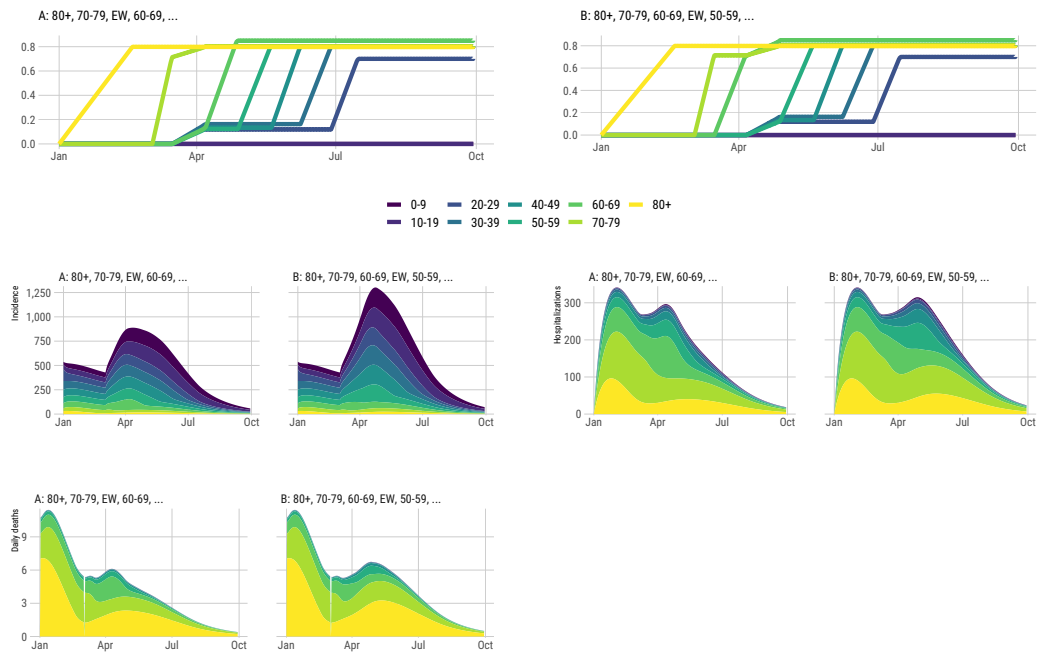 A: 80+, 70-79, EW, 60-69, ...
B: 80+, 70-79, 60-69, EW, 50-59, ...
0.8
0.6
0.4
0.2
0.0
Jan Apr Jul Oct
0.8
0.6
0.4
0.2
0.0
Jan Apr Jul Oct
0-9 20-29 40-49 60-69 80+
10-19 30-39 50-59 70-79
A: 80+, 70-79, EW, 60-69, ...
B: 80+, 70-79, 60-69, EW, 50-59, ...
Incidence
1,250
1,000
750
500
250
0
Jan Apr Jul Oct
Jan Apr Jul Oct
A: 80+, 70-79, EW, 60-69, ...
B: 80+, 70-79, 60-69, EW, 50-59, ...
Hospitalizations
300
200
100
0
Jan Apr Jul Oct
Jan Apr Jul Oct
A: 80+, 70-79, EW, 60-69, ...
B: 80+, 70-79, 60-69, EW, 50-59, ...
Daily deaths
9
6
3
0
Jan Apr Jul Oct
Jan Apr Jul Oct